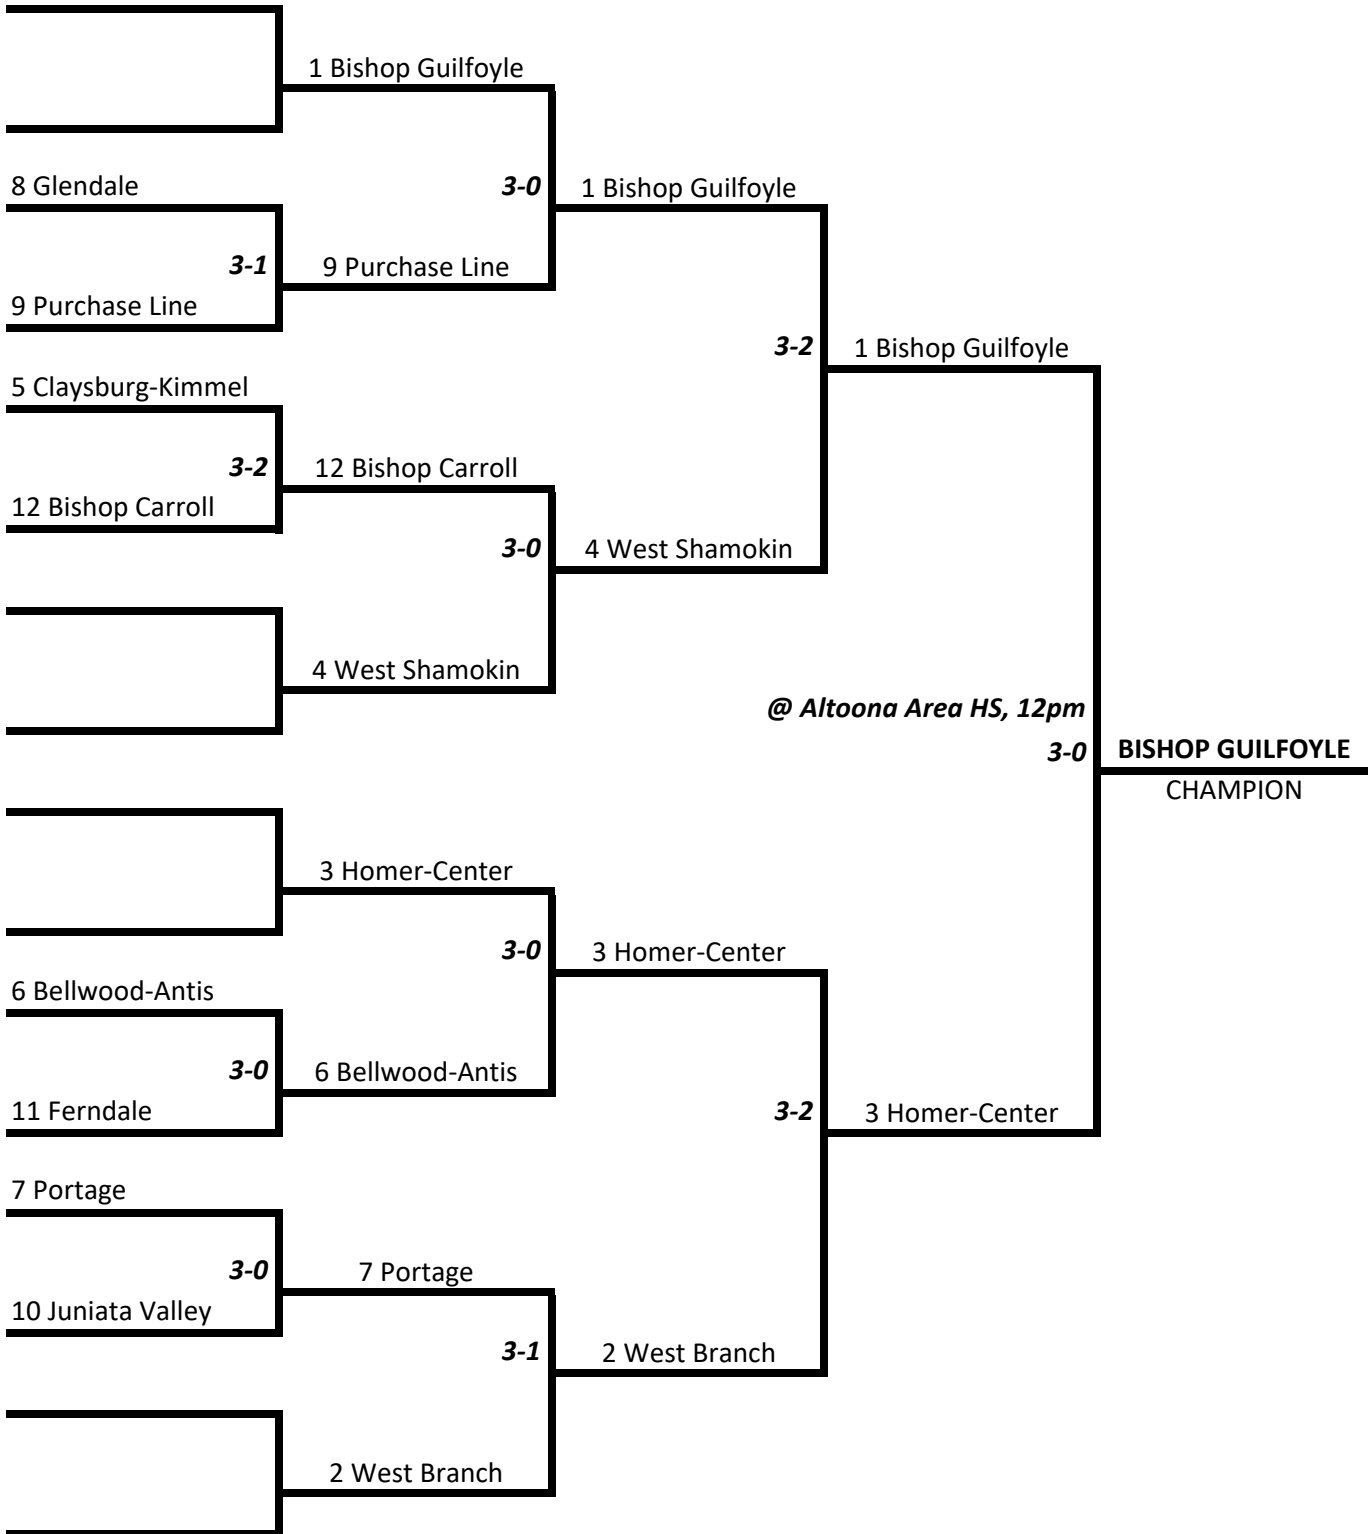 1 Bishop Guilfoyle
8 Glendale
3-0
1 Bishop Guilfoyle
3-1
9 Purchase Line
9 Purchase Line
3-2
1 Bishop Guilfoyle
5 Claysburg-Kimmel
3-2
12 Bishop Carroll
12 Bishop Carroll
3-0
4 West Shamokin
4 West Shamokin
@ Altoona Area HS, 12pm
3-0
BISHOP GUILFOYLE
CHAMPION
3 Homer-Center
3-0
3 Homer-Center
6 Bellwood-Antis
3-0
6 Bellwood-Antis
11 Ferndale
3-2
3 Homer-Center
7 Portage
3-0
7 Portage
10 Juniata Valley
3-1
2 West Branch
2 West Branch